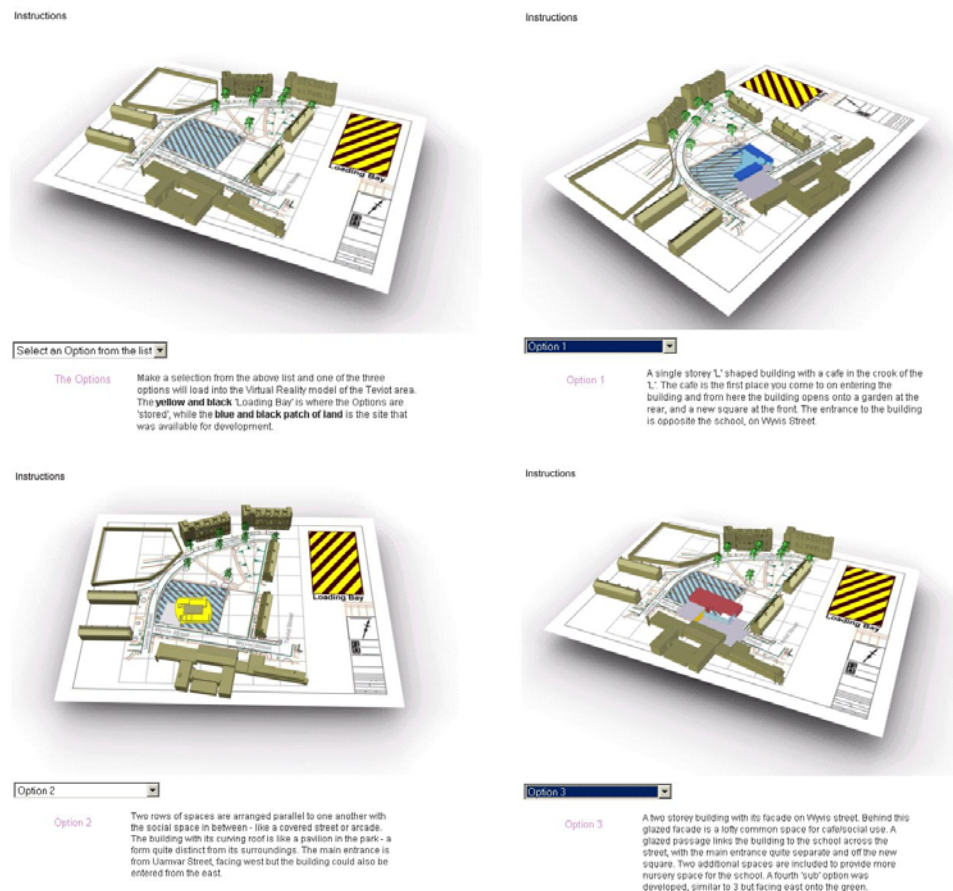 Instructions
Loading Bay
Select an Option from the list
The Options
Make a selection from the above list and one of the three
options will load into the Virtual Reality model of the Teviot area.
The yellow and black 'Loading Bay' is where the Options are
'stored', while the blue and black patch of land is the site that
was available for development.
Instructions
Option 1
Option 1
A single storey 'L' shaped building with a cafe in the crook of the
'L'. The cafe is the first place you come to on entering the
building and from here the building opens onto a garden at the
rear, and a new square at the front. The entrance to the building
is opposite the school, on Wyvis Street.
Instructions
Loading Bay
Option 2
Option 2
Two rows of spaces are arranged parallel to one another with
the social space in between - like a covered street or arcade.
The building with its curving roof is like a pavilion in the park - a
form quite distinct from its surroundings. The main entrance is
from Uamvar Street, facing west but the building could also be
entered from the east.
Instructions
Loading Bay
Option 3
Option 3
A two storey building with its facade on Wyvis street. Behind this
glazed facade is a lofty common space for cafe/social use. A
glazed passage links the building to the school across the
street, with the main entrance quite separate and off the new
square. Two additional spaces are included to provide more
nursery space for the school. A fourth 'sub' option was
developed, similar to 3 but facing east onto the green.